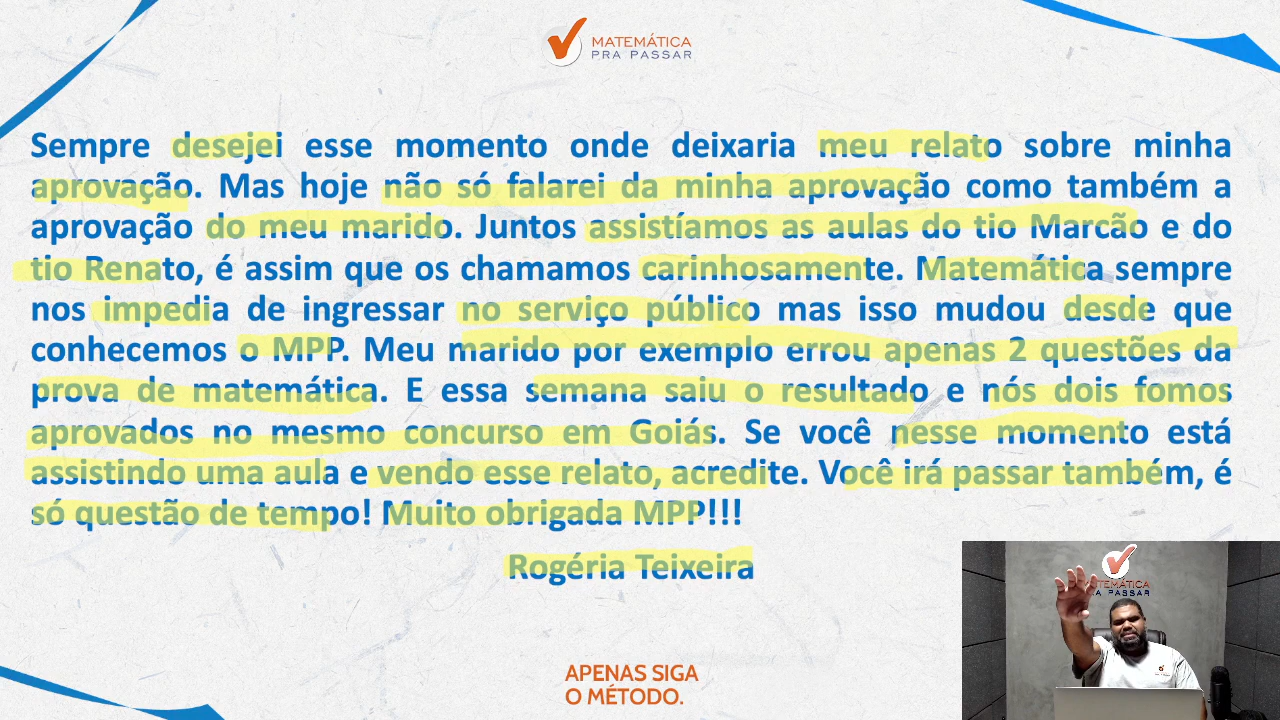 MATEMÁTICA
PRA PASSAR
Sempre desejei esse momento onde deixaria meu relato sobre minha
aprovação. Mas hoje não só falarei da minha aprovação como também a
aprovação do meu marido. Juntos assistíamos as aulas do tio Marcão e do
tio Renato, é assim que os chamamos carinhosamente. Matemática sempre
nos impedia de ingressar no serviço público mas isso mudou desde que
conhecemos o MPP. Meu marido por exemplo errou apenas 2 questões da
prova de matemática. E essa semana saiu o resultado e nós dois fomos
aprovados no mesmo concurso em Goiás. Se você nesse momento está
assistindo uma aula e vendo esse relato, acredite. Você irá passar também, é
só questão de tempo! Muito obrigada MPP!!!
Rogéria Teixeira
APENAS SIGA
O MÉTODO.